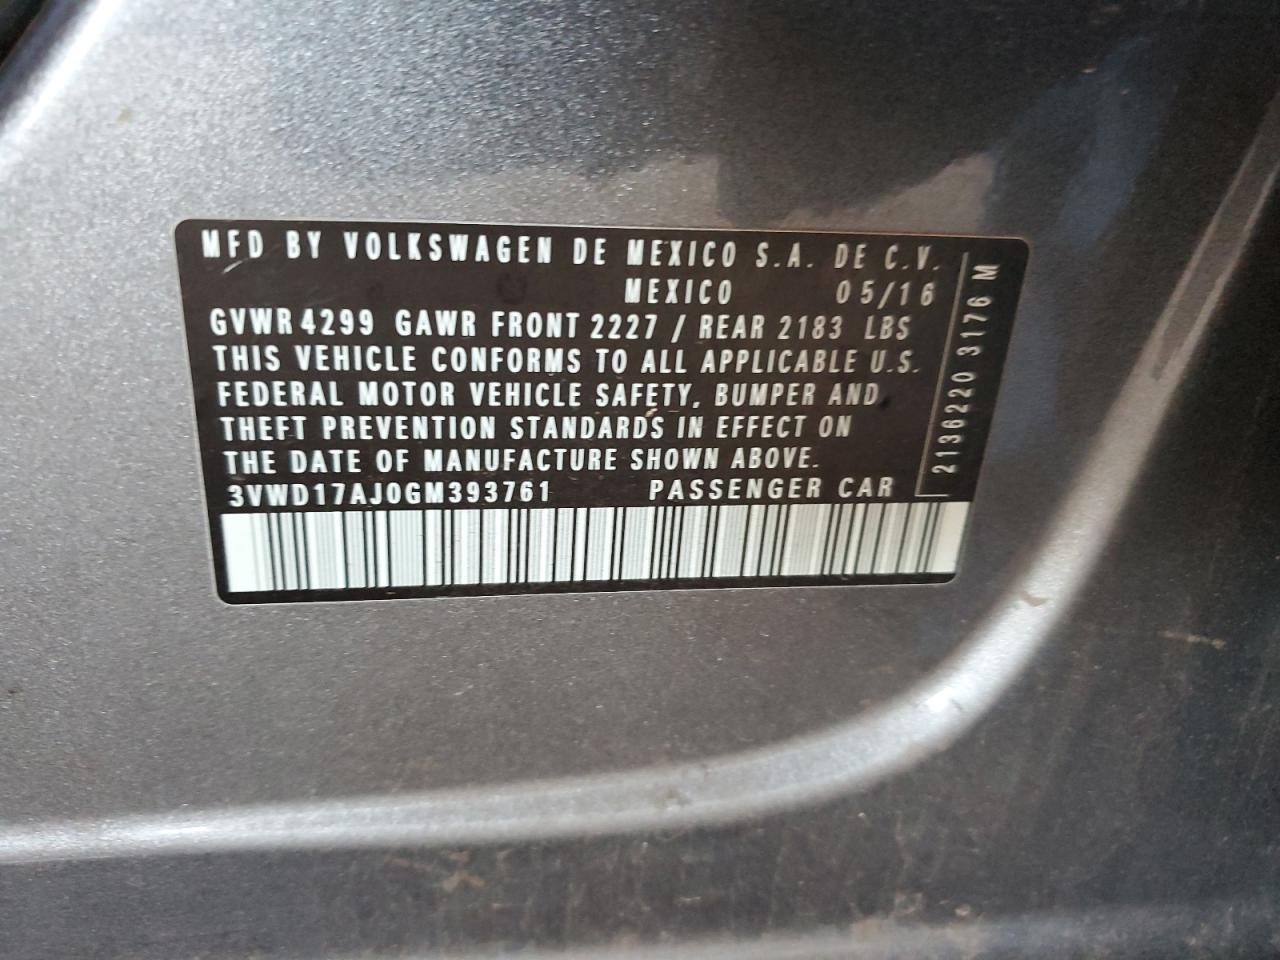 MFD BY VOLKSWAGEN DE MEXICO S.A. DE C.V.
MEXICO 05/16
GVWR 4299 GAWR FRONT 2227 / REAR 2183 LBS
THIS VEHICLE CONFORMS TO ALL APPLICABLE U.S.
FEDERAL MOTOR VEHICLE SAFETY, BUMPER AND
THEFT PREVENTION STANDARDS IN EFFECT ON
THE DATE OF MANUFACTURE SHOWN ABOVE.
3VWD17AJ0GM393761 PASSENGER CAR
2136220 3176 M